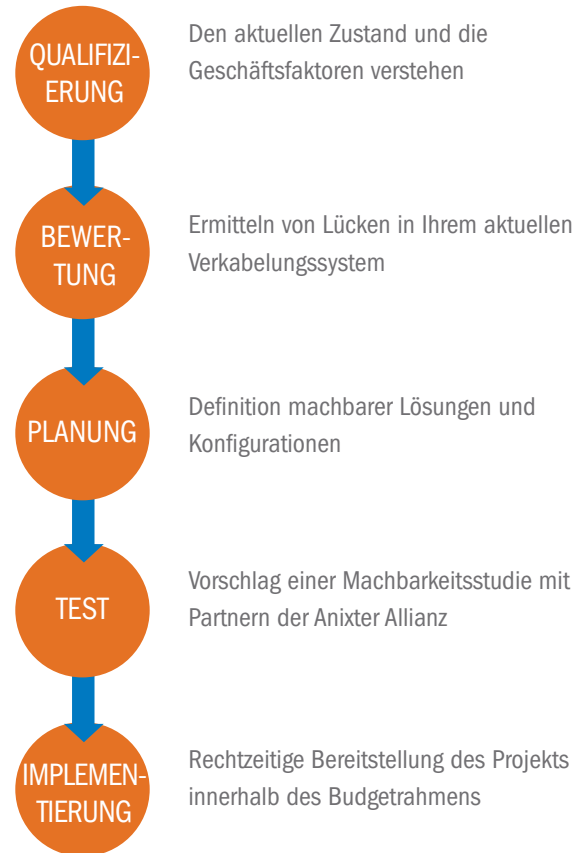 QUALIFIZI-
ERUNG
Den aktuellen Zustand und die
Geschäftsfaktoren verstehen
BEWER-
TUNG
Ermitteln von Lücken in Ihrem aktuellen
Verkabelungssystem
PLANUNG
Definition machbarer Lösungen und
Konfigurationen
TEST
Vorschlag einer Machbarkeitsstudie mit
Partnern der Anixter Allianz
IMPLEMEN-
TIERUNG
Rechtzeitige Bereitstellung des Projekts
innerhalb des Budgetrahmens